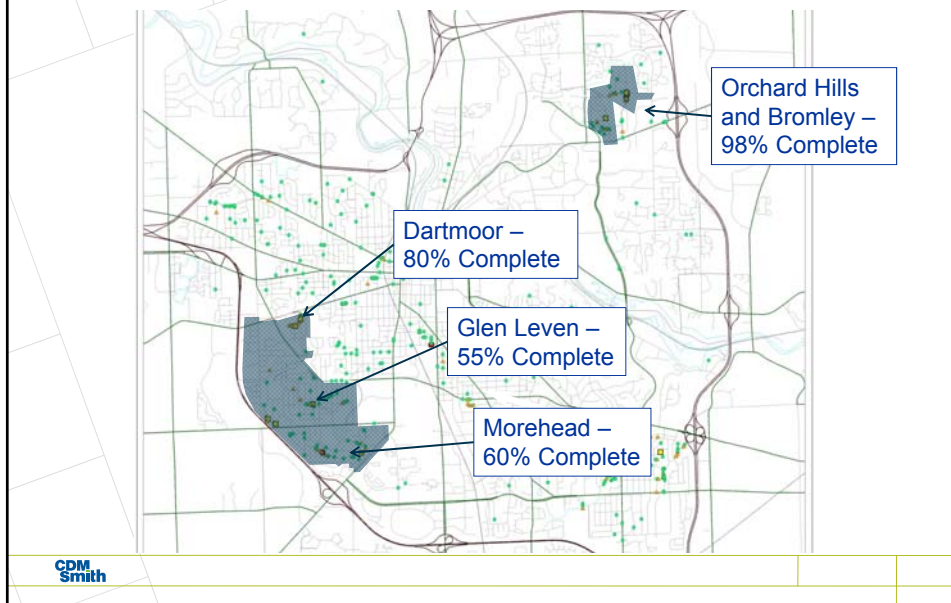 Orchard Hills
and Bromley –
98% Complete
Dartmoor –
80% Complete
Glen Leven –
55% Complete
Morehead –
60% Complete
CDM
Smith